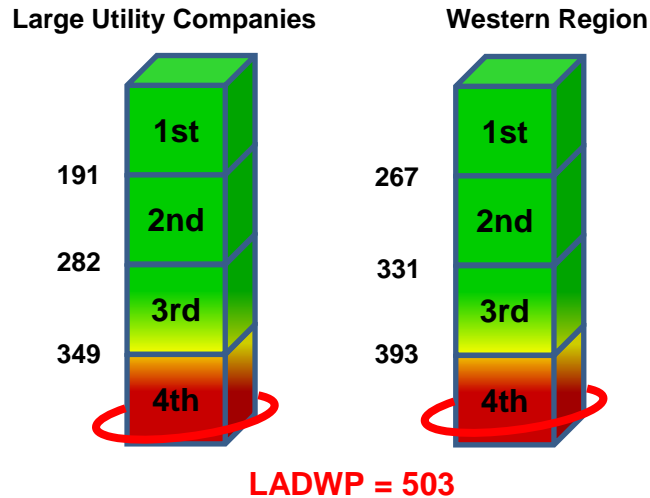 Large Utility Companies
Western Region
1st
191
2nd
282
3rd
349
4th
1st
267
2nd
331
3rd
393
4th
LADWP = 503